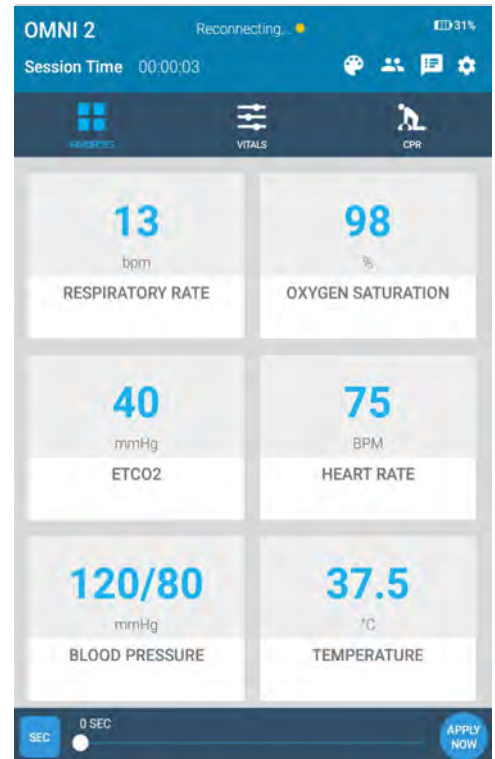 OMNI 2 Reconnecting... 31%
Session Time 00:00:03
FAVORITES VITALS CPR
13 98
bpm %
RESPIRATORY RATE OXYGEN SATURATION
40 75
mmHg BPM
ETCO2 HEART RATE
120/80 37.5
mmHg °C
BLOOD PRESSURE TEMPERATURE
SEC 0 SEC APPLY
NOW